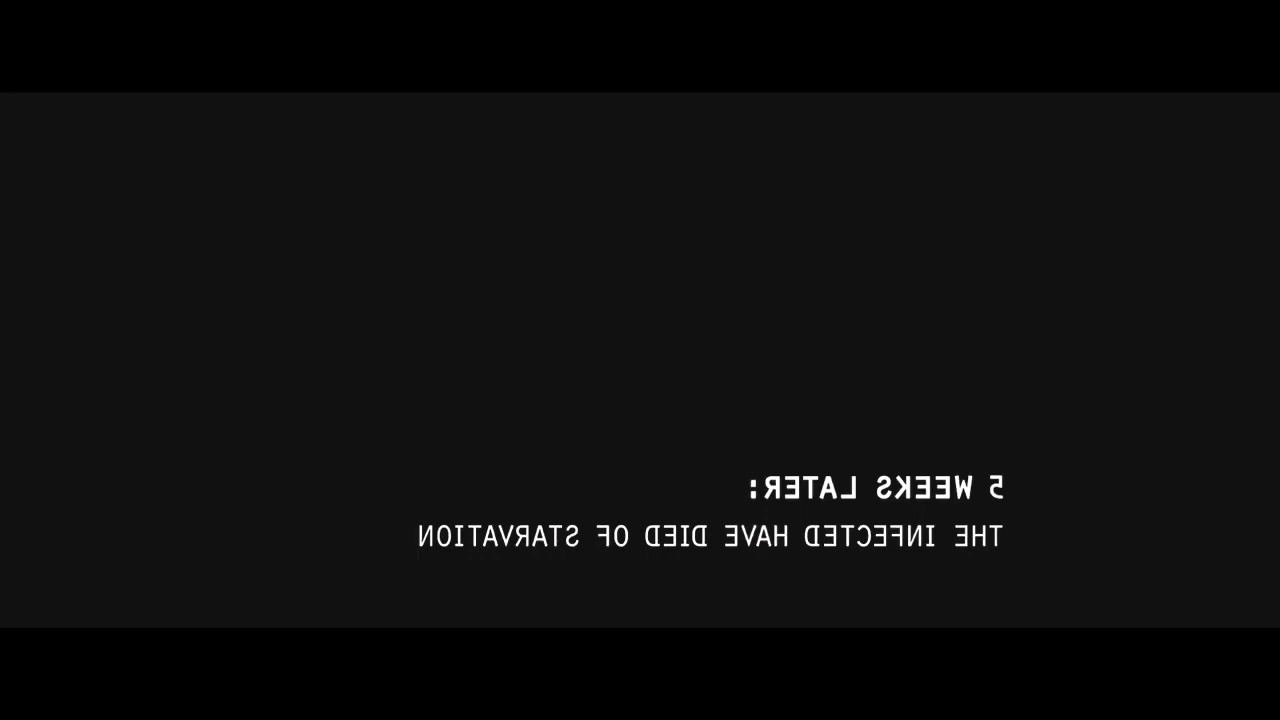 5 WEEKS LATER:
THE INFECTED HAVE DIED OF STARVATION